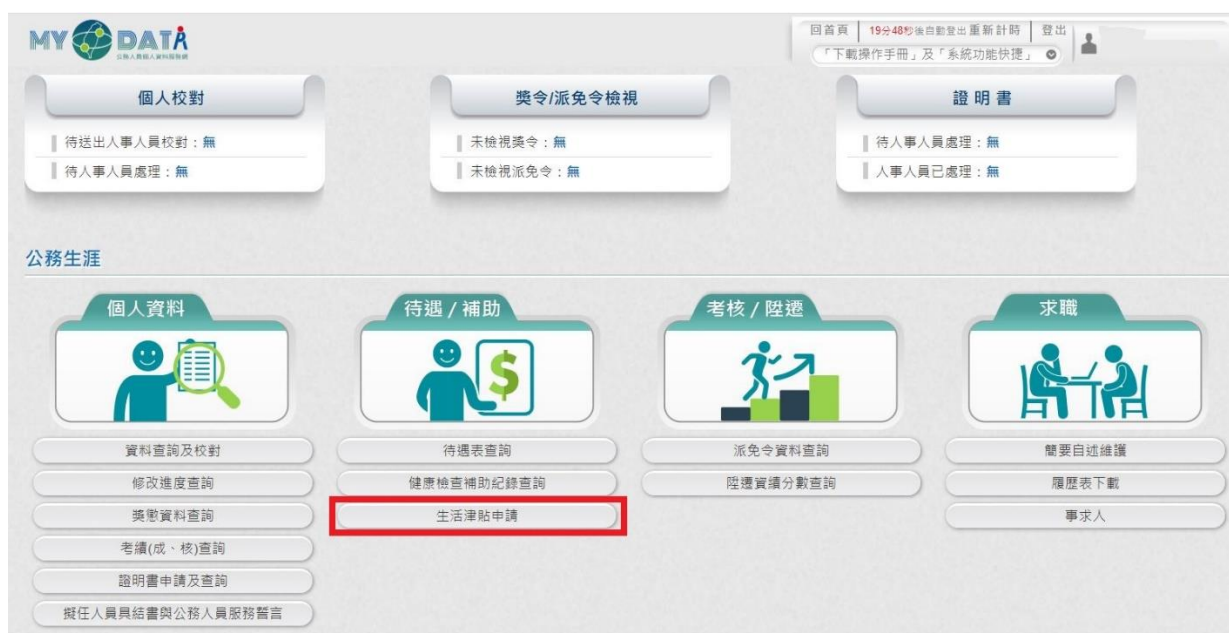 MY DATA
公務人員個人資料服務網
回首頁 19分48秒後自動登出 重新計時 登出
「下載操作手冊」及「系統功能快捷」
個人校對
待送出人事人員校對：無
待人事人員處理：無
獎令/派免令檢視
未檢視獎令：無
未檢視派免令：無
證明書
待人事人員處理：無
人事人員已處理：無
公務生涯
個人資料
資料查詢及校對
修改進度查詢
獎懲資料查詢
考績(成、核)查詢
證明書申請及查詢
擬任人員具結書與公務人員服務誓言
待遇/補助
待遇表查詢
健康檢查補助紀錄查詢
生活津貼申請
考核/陞遷
派免令資料查詢
陞遷資績分數查詢
求職
簡要自述維護
履歷表下載
事求人